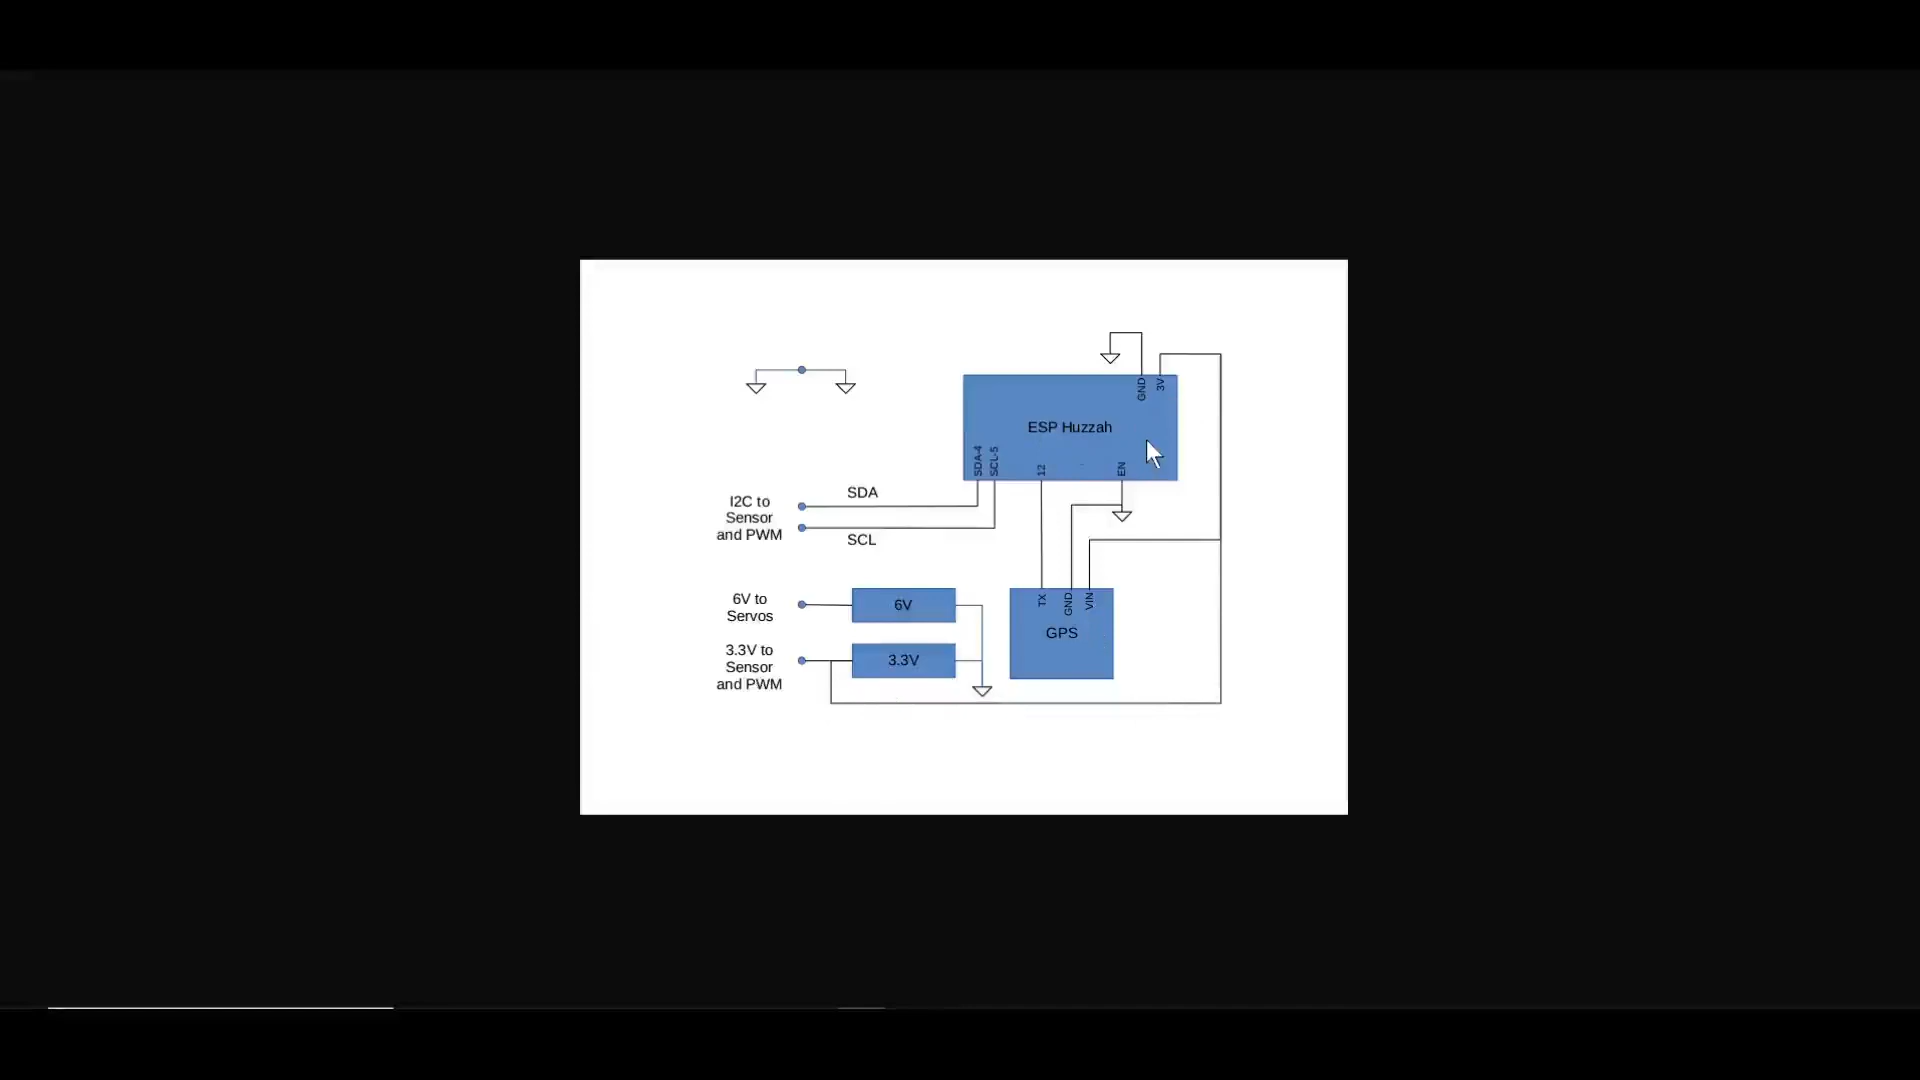 GND
3V
ESP Huzzah
SDA-4
SCL-5
12
EN
I2C to
Sensor
and PWM
SDA
SCL
6V to
Servos
6V
3.3V to
Sensor
and PWM
3.3V
TX
GND
VIN
GPS